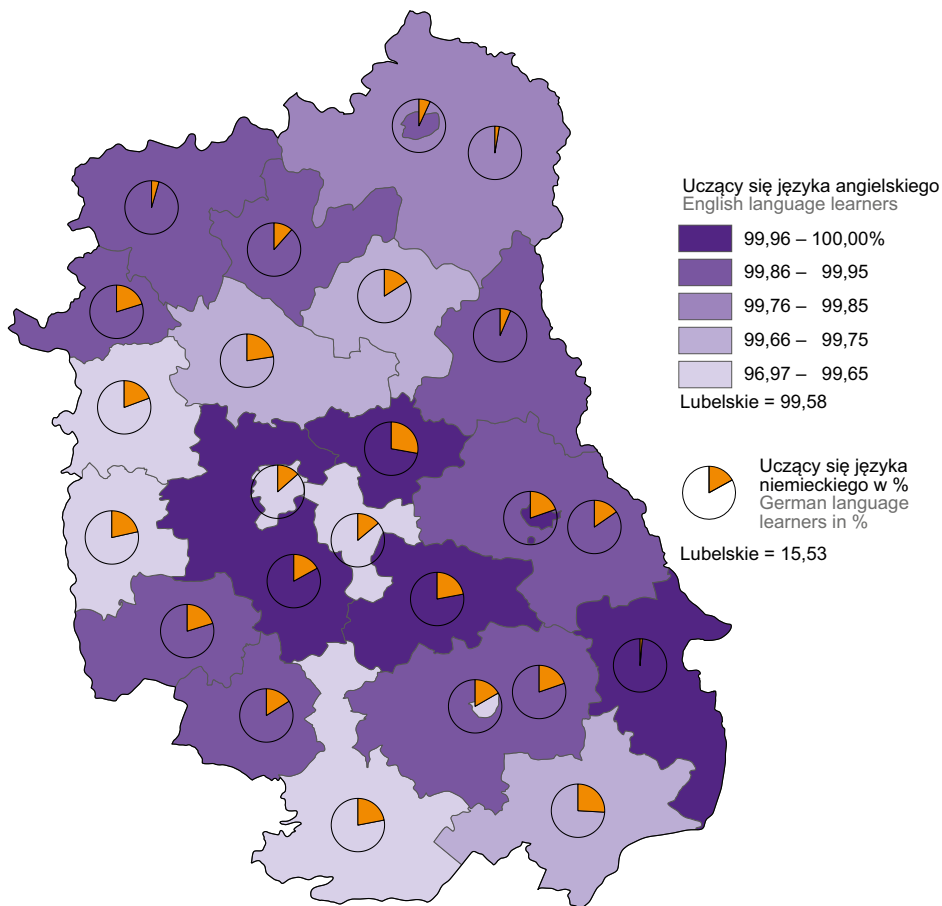 Uczący się języka angielskiego
English language learners
99,96 – 100,00%
99,86 – 99,95
99,76 – 99,85
99,66 – 99,75
96,97 – 99,65
Lubelskie = 99,58
Uczący się języka
niemieckiego w %
German language
learners in %
Lubelskie = 15,53